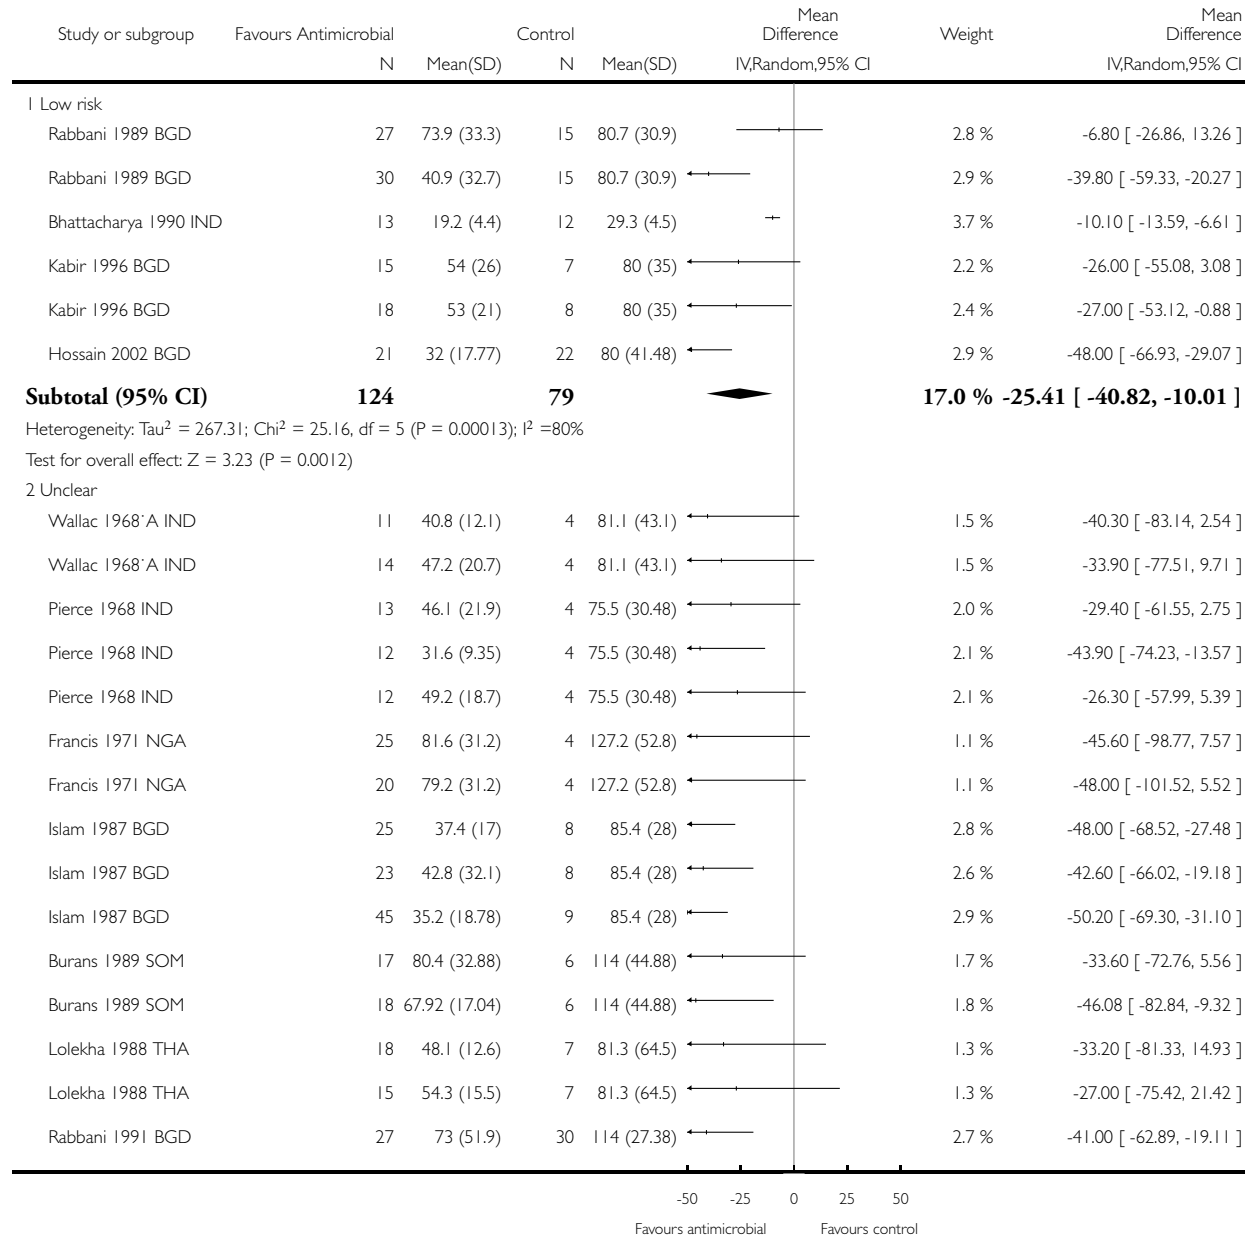 Study or subgroup Favours Antimicrobial Control Mean Difference Weight Mean Difference
N Mean(SD) N Mean(SD) IV,Random,95% CI IV,Random,95% CI
1 Low risk
Rabbani 1989 BGD 27 73.9 (33.3) 15 80.7 (30.9) 2.8 % -6.80 [ -26.86, 13.26 ]
Rabbani 1989 BGD 30 40.9 (32.7) 15 80.7 (30.9) 2.9 % -39.80 [ -59.33, -20.27 ]
Bhattacharya 1990 IND 13 19.2 (4.4) 12 29.3 (4.5) 3.7 % -10.10 [ -13.59, -6.61 ]
Kabir 1996 BGD 15 54 (26) 7 80 (35) 2.2 % -26.00 [ -55.08, 3.08 ]
Kabir 1996 BGD 18 53 (21) 8 80 (35) 2.4 % -27.00 [ -53.12, -0.88 ]
Hossain 2002 BGD 21 32 (17.77) 22 80 (41.48) 2.9 % -48.00 [ -66.93, -29.07 ]
Subtotal (95% CI) 124 79 17.0 % -25.41 [ -40.82, -10.01 ]
Heterogeneity: Tau² = 267.31; Chi² = 25.16, df = 5 (P = 0.00013); I² =80%
Test for overall effect: Z = 3.23 (P = 0.0012)
2 Unclear
Wallac 1968˙A IND 11 40.8 (12.1) 4 81.1 (43.1) 1.5 % -40.30 [ -83.14, 2.54 ]
Wallac 1968˙A IND 14 47.2 (20.7) 4 81.1 (43.1) 1.5 % -33.90 [ -77.51, 9.71 ]
Pierce 1968 IND 13 46.1 (21.9) 4 75.5 (30.48) 2.0 % -29.40 [ -61.55, 2.75 ]
Pierce 1968 IND 12 31.6 (9.35) 4 75.5 (30.48) 2.1 % -43.90 [ -74.23, -13.57 ]
Pierce 1968 IND 12 49.2 (18.7) 4 75.5 (30.48) 2.1 % -26.30 [ -57.99, 5.39 ]
Francis 1971 NGA 25 81.6 (31.2) 4 127.2 (52.8) 1.1 % -45.60 [ -98.77, 7.57 ]
Francis 1971 NGA 20 79.2 (31.2) 4 127.2 (52.8) 1.1 % -48.00 [ -101.52, 5.52 ]
Islam 1987 BGD 25 37.4 (17) 8 85.4 (28) 2.8 % -48.00 [ -68.52, -27.48 ]
Islam 1987 BGD 23 42.8 (32.1) 8 85.4 (28) 2.6 % -42.60 [ -66.02, -19.18 ]
Islam 1987 BGD 45 35.2 (18.78) 9 85.4 (28) 2.9 % -50.20 [ -69.30, -31.10 ]
Burans 1989 SOM 17 80.4 (32.88) 6 114 (44.88) 1.7 % -33.60 [ -72.76, 5.56 ]
Burans 1989 SOM 18 67.92 (17.04) 6 114 (44.88) 1.8 % -46.08 [ -82.84, -9.32 ]
Lolekha 1988 THA 18 48.1 (12.6) 7 81.3 (64.5) 1.3 % -33.20 [ -81.33, 14.93 ]
Lolekha 1988 THA 15 54.3 (15.5) 7 81.3 (64.5) 1.3 % -27.00 [ -75.42, 21.42 ]
Rabbani 1991 BGD 27 73 (51.9) 30 114 (27.38) 2.7 % -41.00 [ -62.89, -19.11 ]
-50 -25 0 25 50
Favours antimicrobial Favours control